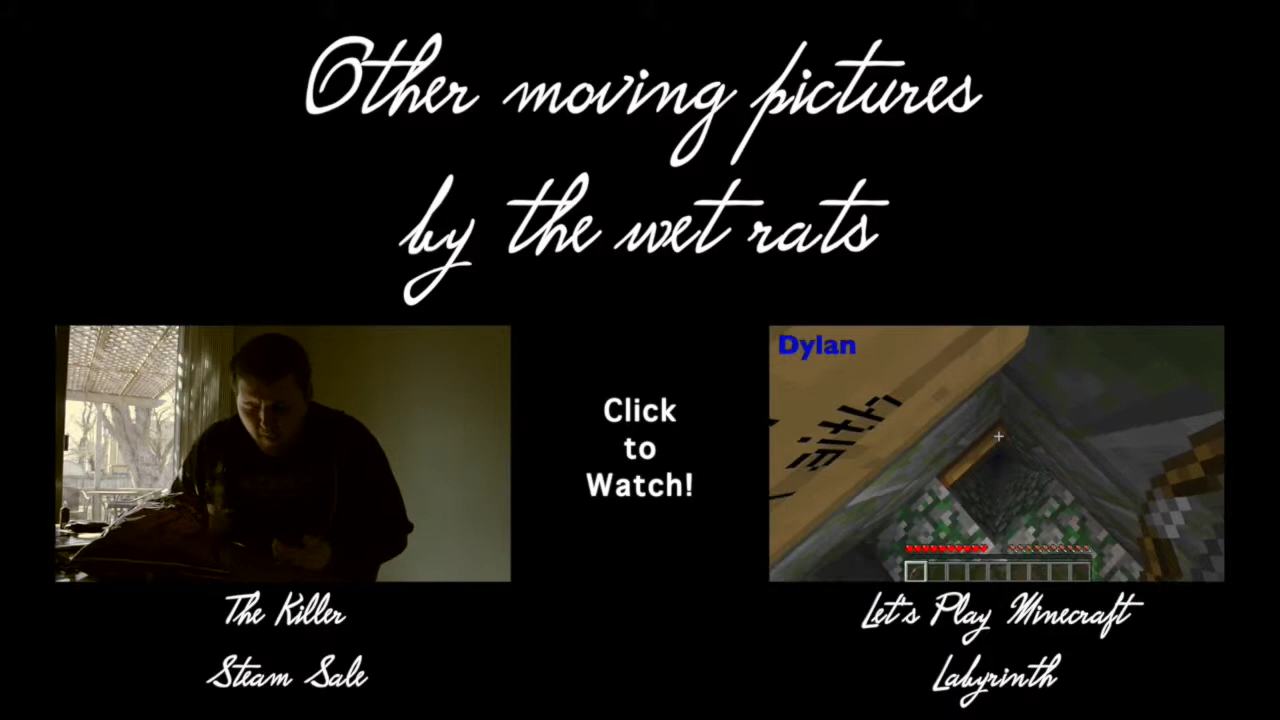 Other moving pictures
by the wet rats
Dylan
Click
to
Watch!
The Killer
Steam Sale
Let's Play Minecraft
Labyrinth